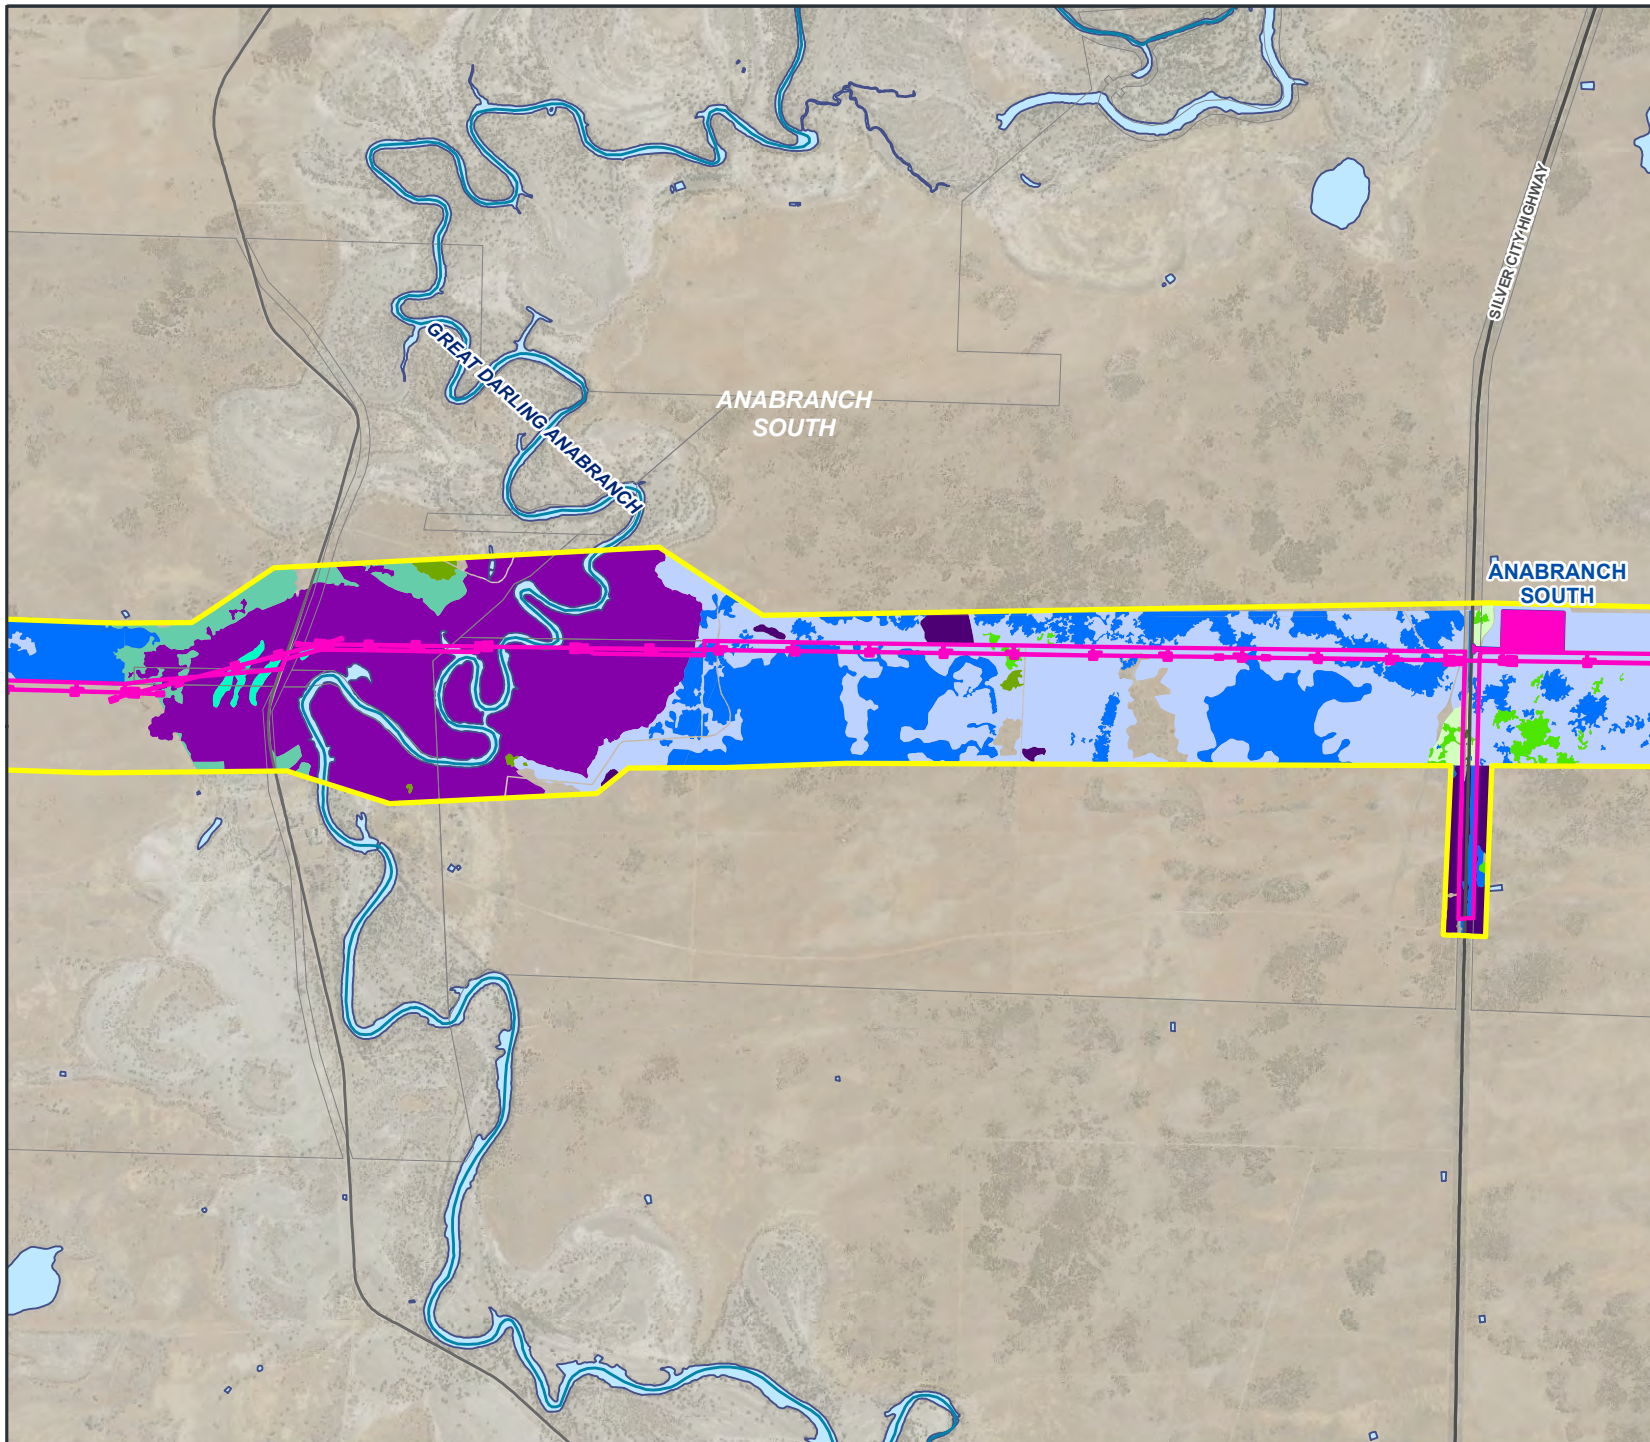 SILVER CITY HIGHWAY
GREAT DARLING ANABRANCH
ANABRANCH
SOUTH
ANABRANCH
SOUTH